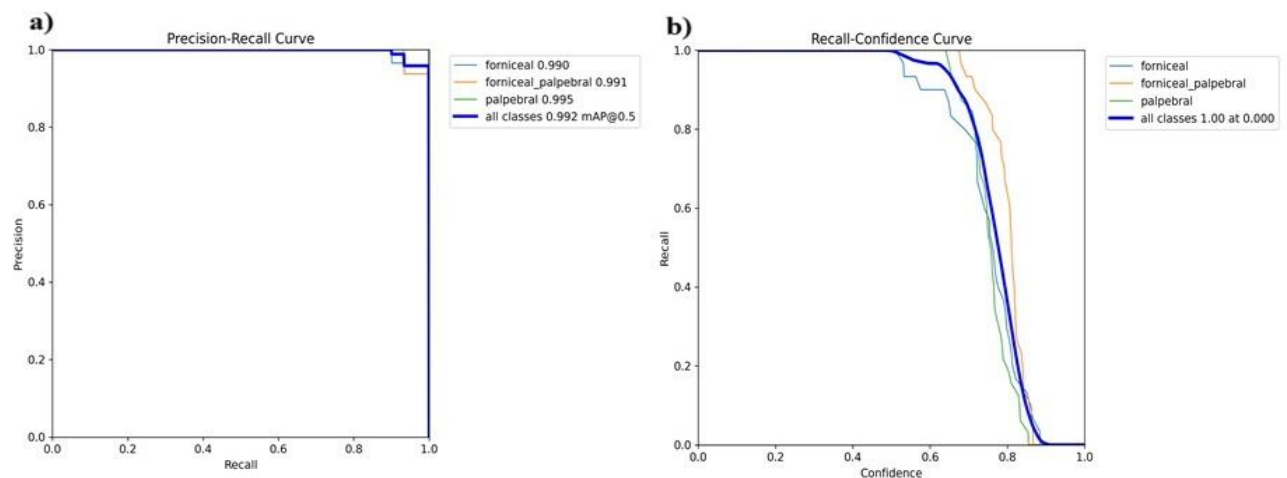 a)
Precision-Recall Curve
1.0
0.8
0.6
0.4
0.2
0.0
Precision
0.0 0.2 0.4 0.6 0.8 1.0
Recall
forniceal 0.990
forniceal_palpebral 0.991
palpebral 0.995
all classes 0.992 mAP@0.5
b)
Recall-Confidence Curve
1.0
0.8
0.6
0.4
0.2
0.0
Recall
0.0 0.2 0.4 0.6 0.8 1.0
Confidence
forniceal
forniceal_palpebral
palpebral
all classes 1.00 at 0.000